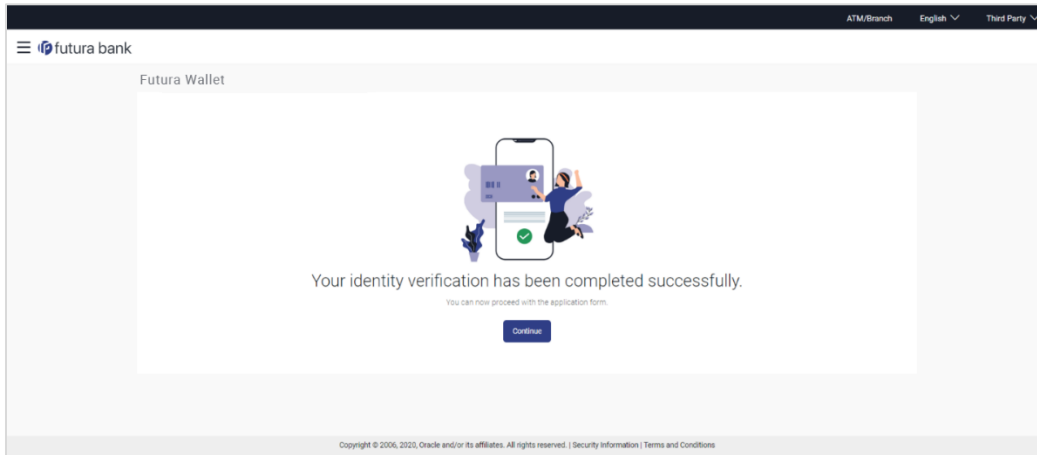 ATM/Branch English Third Party
futura bank
Futura Wallet
Your identity verification has been completed successfully.
You can now proceed with the application form.
Continue
Copyright © 2006, 2020, Oracle and/or its affiliates. All rights reserved. | Security Information | Terms and Conditions